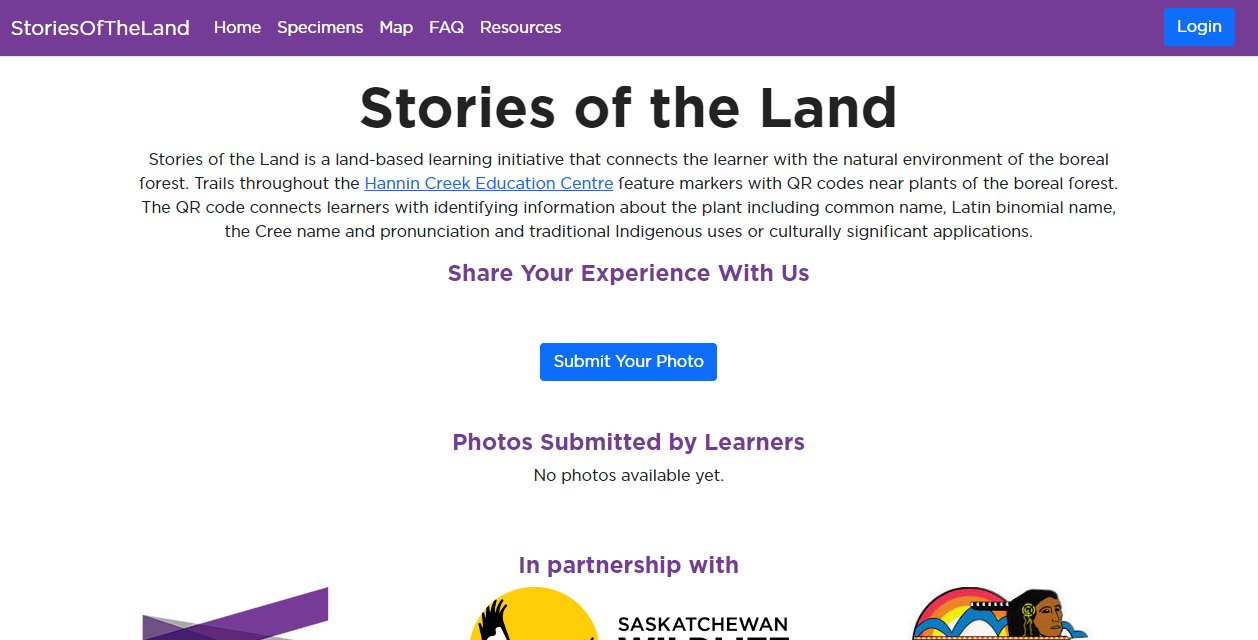 StoriesOfTheLand Home Specimens Map FAQ Resources Login
Stories of the Land
Stories of the Land is a land-based learning initiative that connects the learner with the natural environment of the boreal
forest. Trails throughout the Hannin Creek Education Centre feature markers with QR codes near plants of the boreal forest.
The QR code connects learners with identifying information about the plant including common name, Latin binomial name,
the Cree name and pronunciation and traditional Indigenous uses or culturally significant applications.
Share Your Experience With Us
Submit Your Photo
Photos Submitted by Learners
No photos available yet.
In partnership with
SASKATCHEWAN